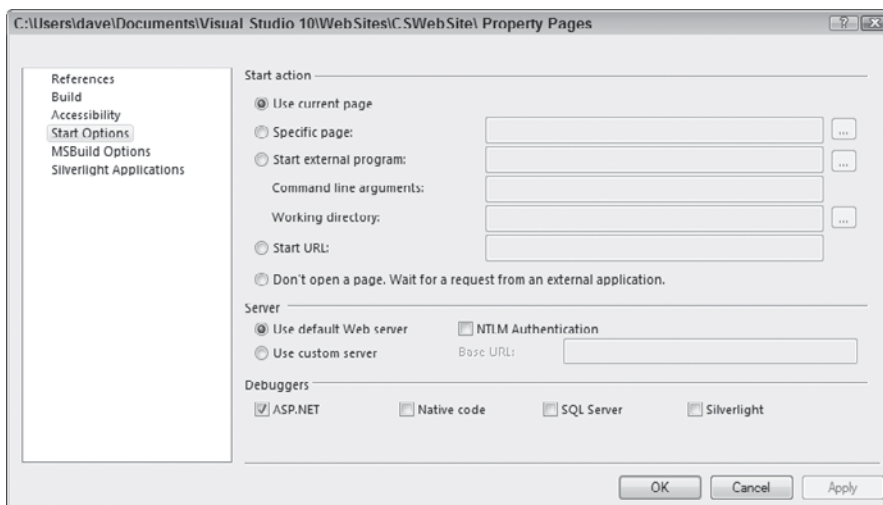 C:\Users\dave\Documents\Visual Studio 10\WebSites\CSWebSite\ Property Pages
References
Build
Accessibility
Start Options
MSBuild Options
Silverlight Applications
Start action
Use current page
Specific page:
...
Start external program:
...
Command line arguments:
Working directory:
...
Start URL:
Don't open a page. Wait for a request from an external application.
Server
Use default Web server
NTLM Authentication
Use custom server
Base URL:
Debuggers
ASP.NET
Native code
SQL Server
Silverlight
OK
Cancel
Apply